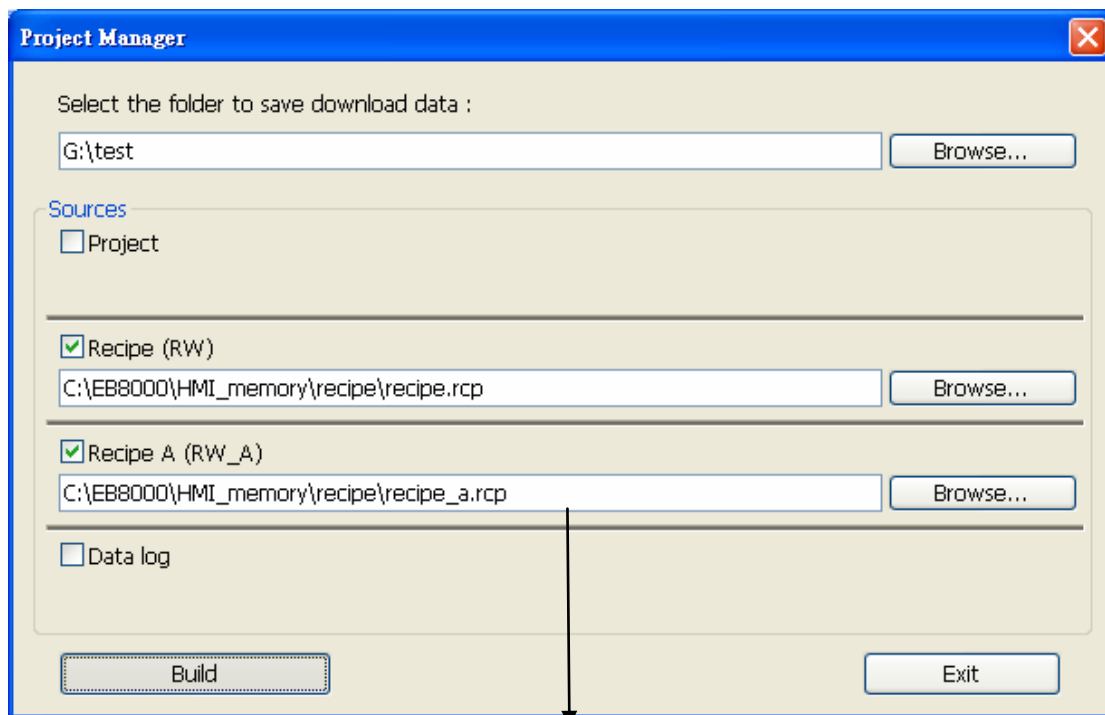 Project Manager
Select the folder to save download data :
G:\test
Browse...
Sources
Project
Recipe (RW)
C:\EB8000\HMI_memory\recipe\recipe.rcp
Browse...
Recipe A (RW_A)
C:\EB8000\HMI_memory\recipe\recipe_a.rcp
Browse...
Data log
Build
Exit